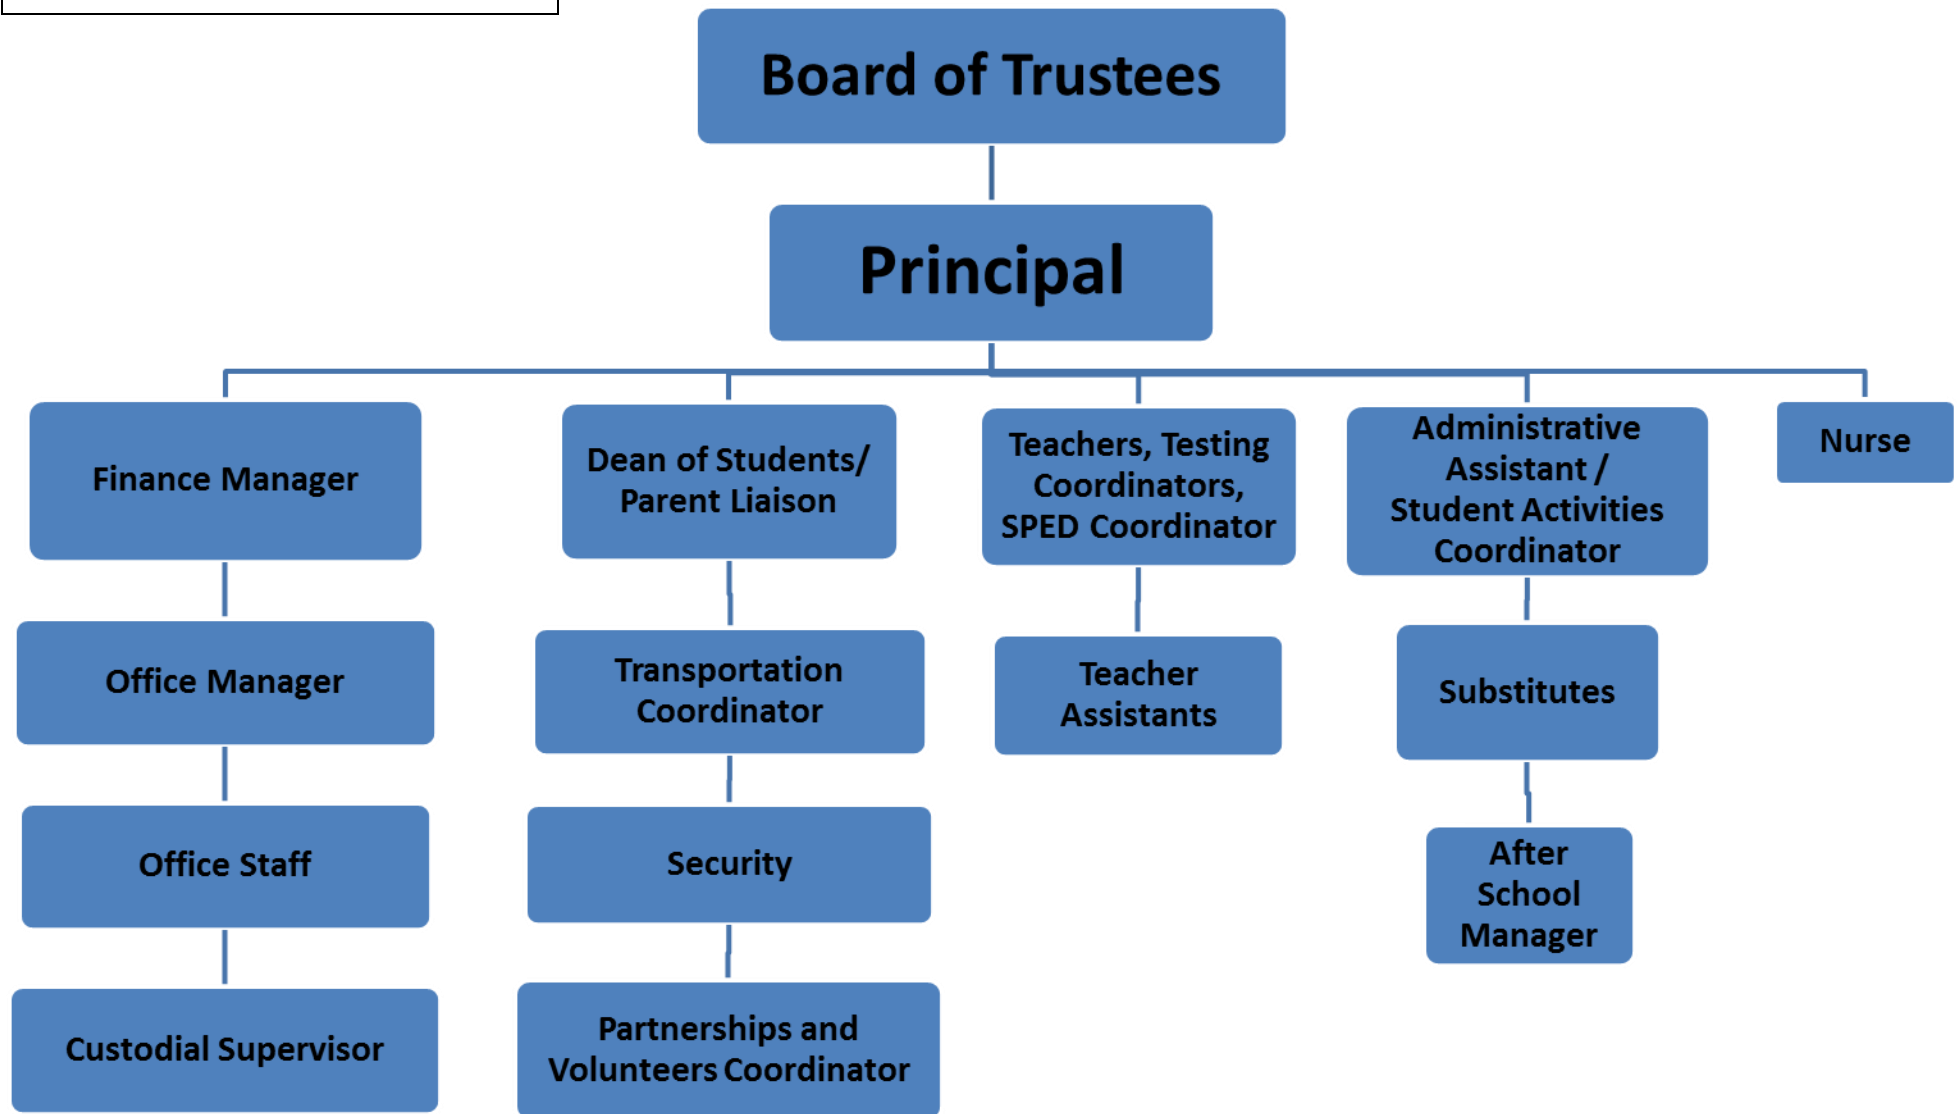 Board of Trustees
Principal
Finance Manager
Dean of Students/
Parent Liaison
Teachers, Testing
Coordinators,
SPED Coordinator
Administrative
Assistant /
Student Activities
Coordinator
Nurse
Office Manager
Transportation
Coordinator
Teacher
Assistants
Substitutes
Office Staff
Security
After
School
Manager
Custodial Supervisor
Partnerships and
Volunteers Coordinator